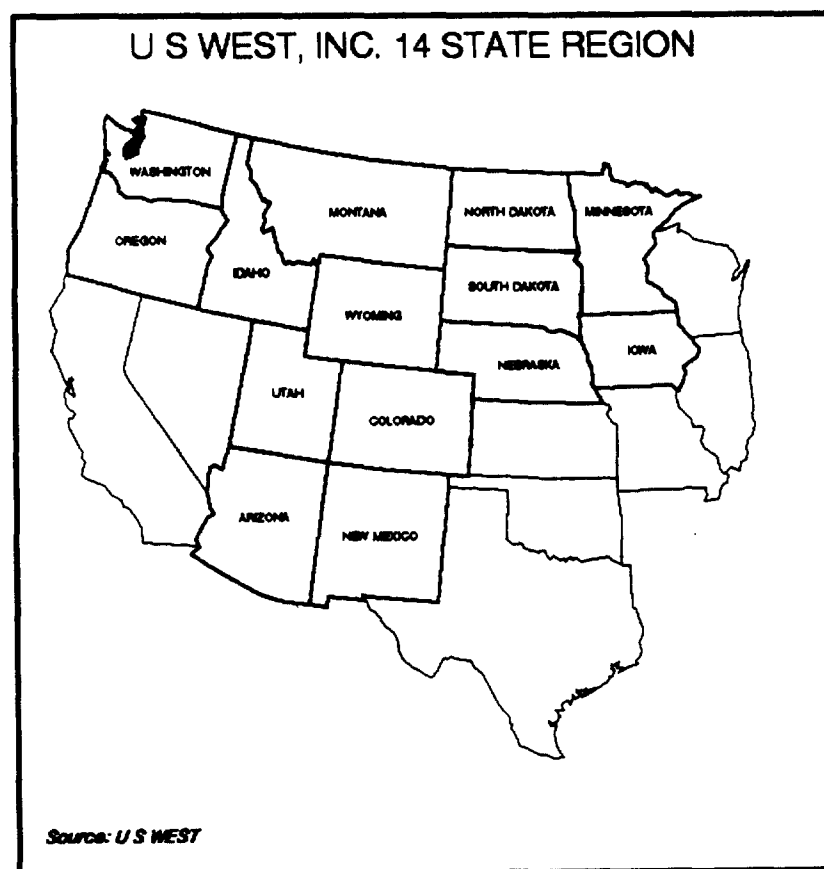 U S WEST, INC. 14 STATE REGION
WASHINGTON
MONTANA
NORTH DAKOTA
MINNESOTA
OREGON
IDAHO
SOUTH DAKOTA
WYOMING
IOWA
NEBRASKA
UTAH
COLORADO
ARIZONA
NEW MEXICO
Source: U S WEST